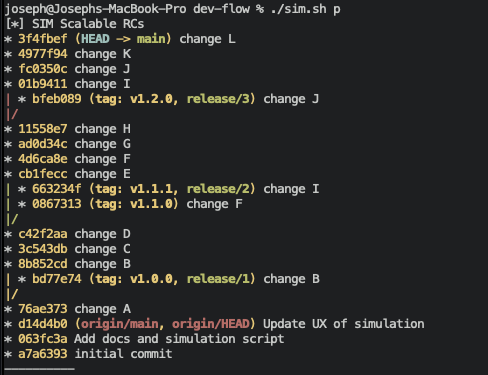 joseph@Josephs-MacBook-Pro dev-flow % ./sim.sh p
[*] SIM Scalable RCs
* 3f4fbef (HEAD -> main) change L
* 4977f94 change K
* fc0350c change J
* 01b9411 change I
| * bfeb089 (tag: v1.2.0, release/3) change J
|/
* 11558e7 change H
* ad0d34c change G
* 4d6ca8e change F
* cb1fecc change E
| * 663234f (tag: v1.1.1, release/2) change I
| * 0867313 (tag: v1.1.0) change F
|/
* c42f2aa change D
* 3c543db change C
* 8b852cd change B
| * bd77e74 (tag: v1.0.0, release/1) change B
|/
* 76ae373 change A
* d14d4b0 (origin/main, origin/HEAD) Update UX of simulation
* 063fc3a Add docs and simulation script
* a7a6393 initial commit
__________